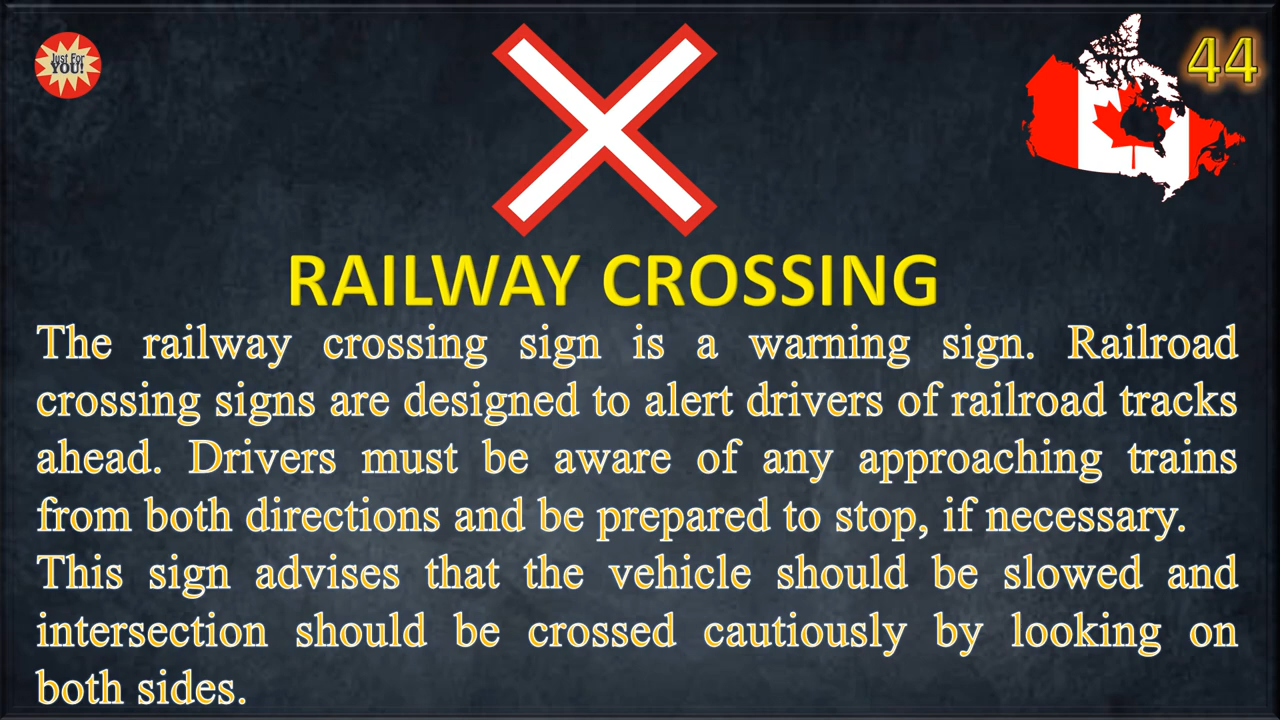 Just For
YOU!
44
RAILWAY CROSSING
The railway crossing sign is a warning sign. Railroad
crossing signs are designed to alert drivers of railroad tracks
ahead. Drivers must be aware of any approaching trains
from both directions and be prepared to stop, if necessary.
This sign advises that the vehicle should be slowed and
intersection should be crossed cautiously by looking on
both sides.